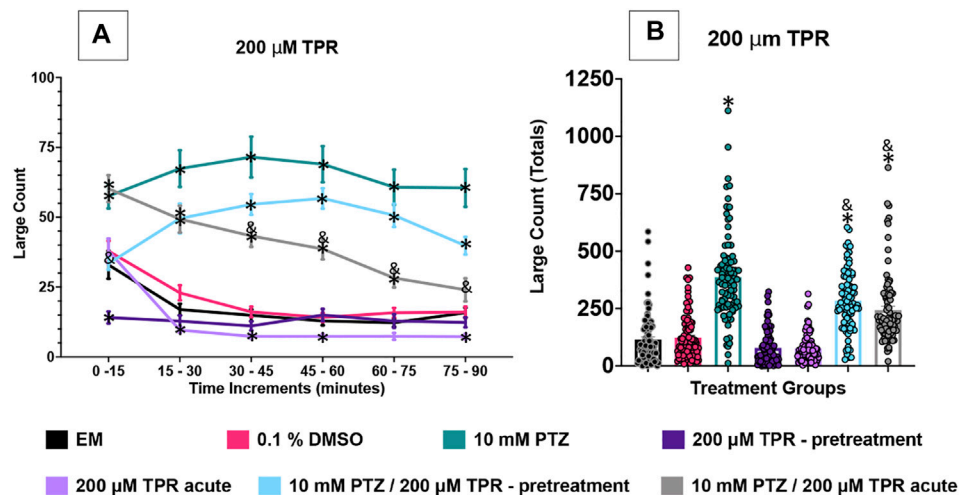 A
200 µM TPR
Large Count
100
75
50
25
0
*
&
0 -15
15 - 30
30 - 45
45 - 60
60 - 75
75 - 90
Time Increments (minutes)
B
200 µm TPR
Large Count (Totals)
1250
1000
750
500
250
0
*
&
*
&
*
Treatment Groups
EM
0.1 % DMSO
10 mM PTZ
200 µM TPR - pretreatment
200 µM TPR acute
10 mM PTZ / 200 µM TPR - pretreatment
10 mM PTZ / 200 µM TPR acute